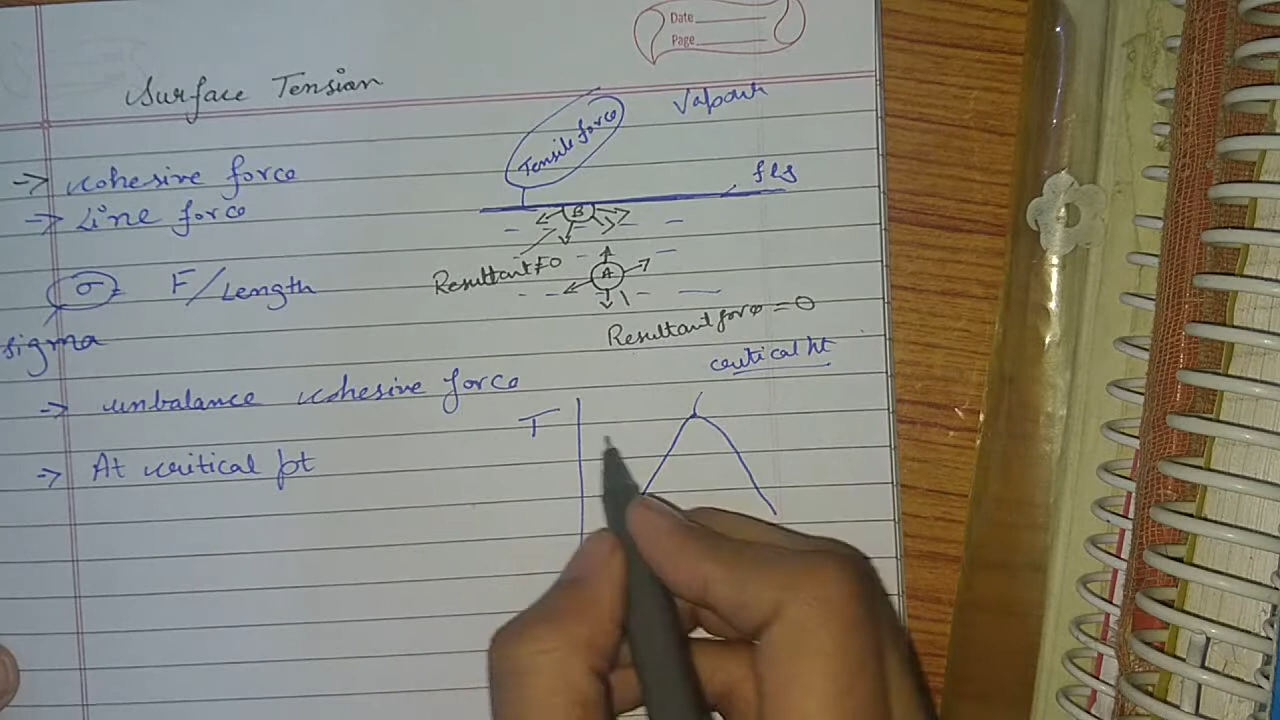 Date
Page
Surface Tension
Vapour
Tensile force
→ cohesive force
→ Line force
B
Resultant≠0
A
σ = F/Length
sigma
Resultant force = 0
critical pt
→ unbalance cohesive force
T
→ At critical pt